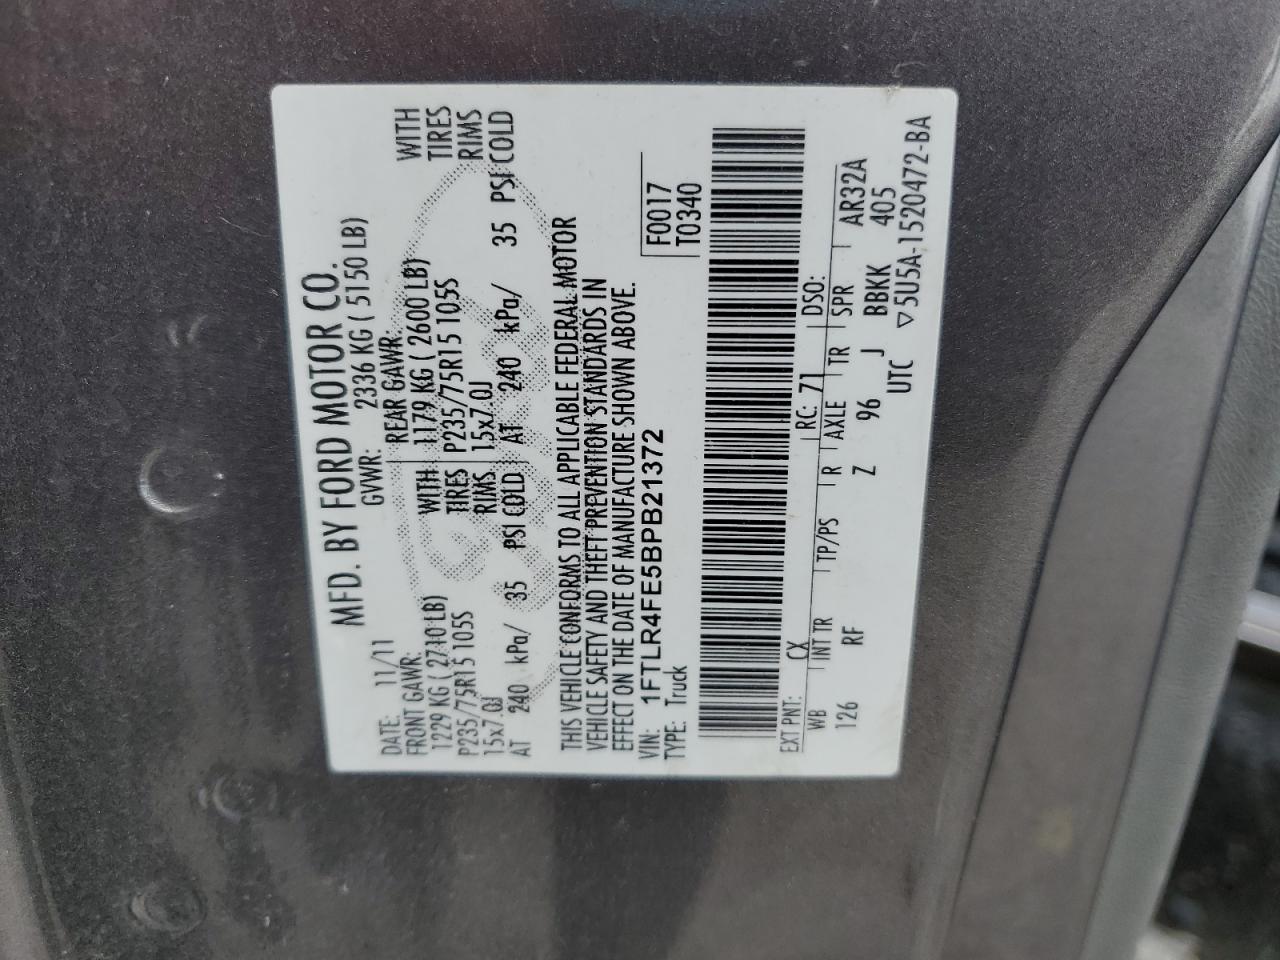 MFD. BY FORD MOTOR CO.
DATE: 11/11 GVWR: 2336 KG ( 5150 LB)
FRONT GAWR: REAR GAWR:
1229 KG ( 2710 LB) WITH 1179 KG ( 2600 LB) WITH
P235/75R15 105S TIRES P235/75R15 105S TIRES
15x7.0J RIMS 15x7.0J RIMS
AT 240 kPa/ 35 PSI COLD AT 240 kPa/ 35 PSI COLD
THIS VEHICLE CONFORMS TO ALL APPLICABLE FEDERAL MOTOR
VEHICLE SAFETY AND THEFT PREVENTION STANDARDS IN
EFFECT ON THE DATE OF MANUFACTURE SHOWN ABOVE.
VIN: 1FTLR4FE5BPB21372 F0017
TYPE: Truck T0340
EXT PNT: CX RC: 71 DSO:
WB INT TR TP/PS R AXLE TR SPR AR32A
126 RF Z 96 J BBKK 405
UTC ▽5U5A-1520472-BA